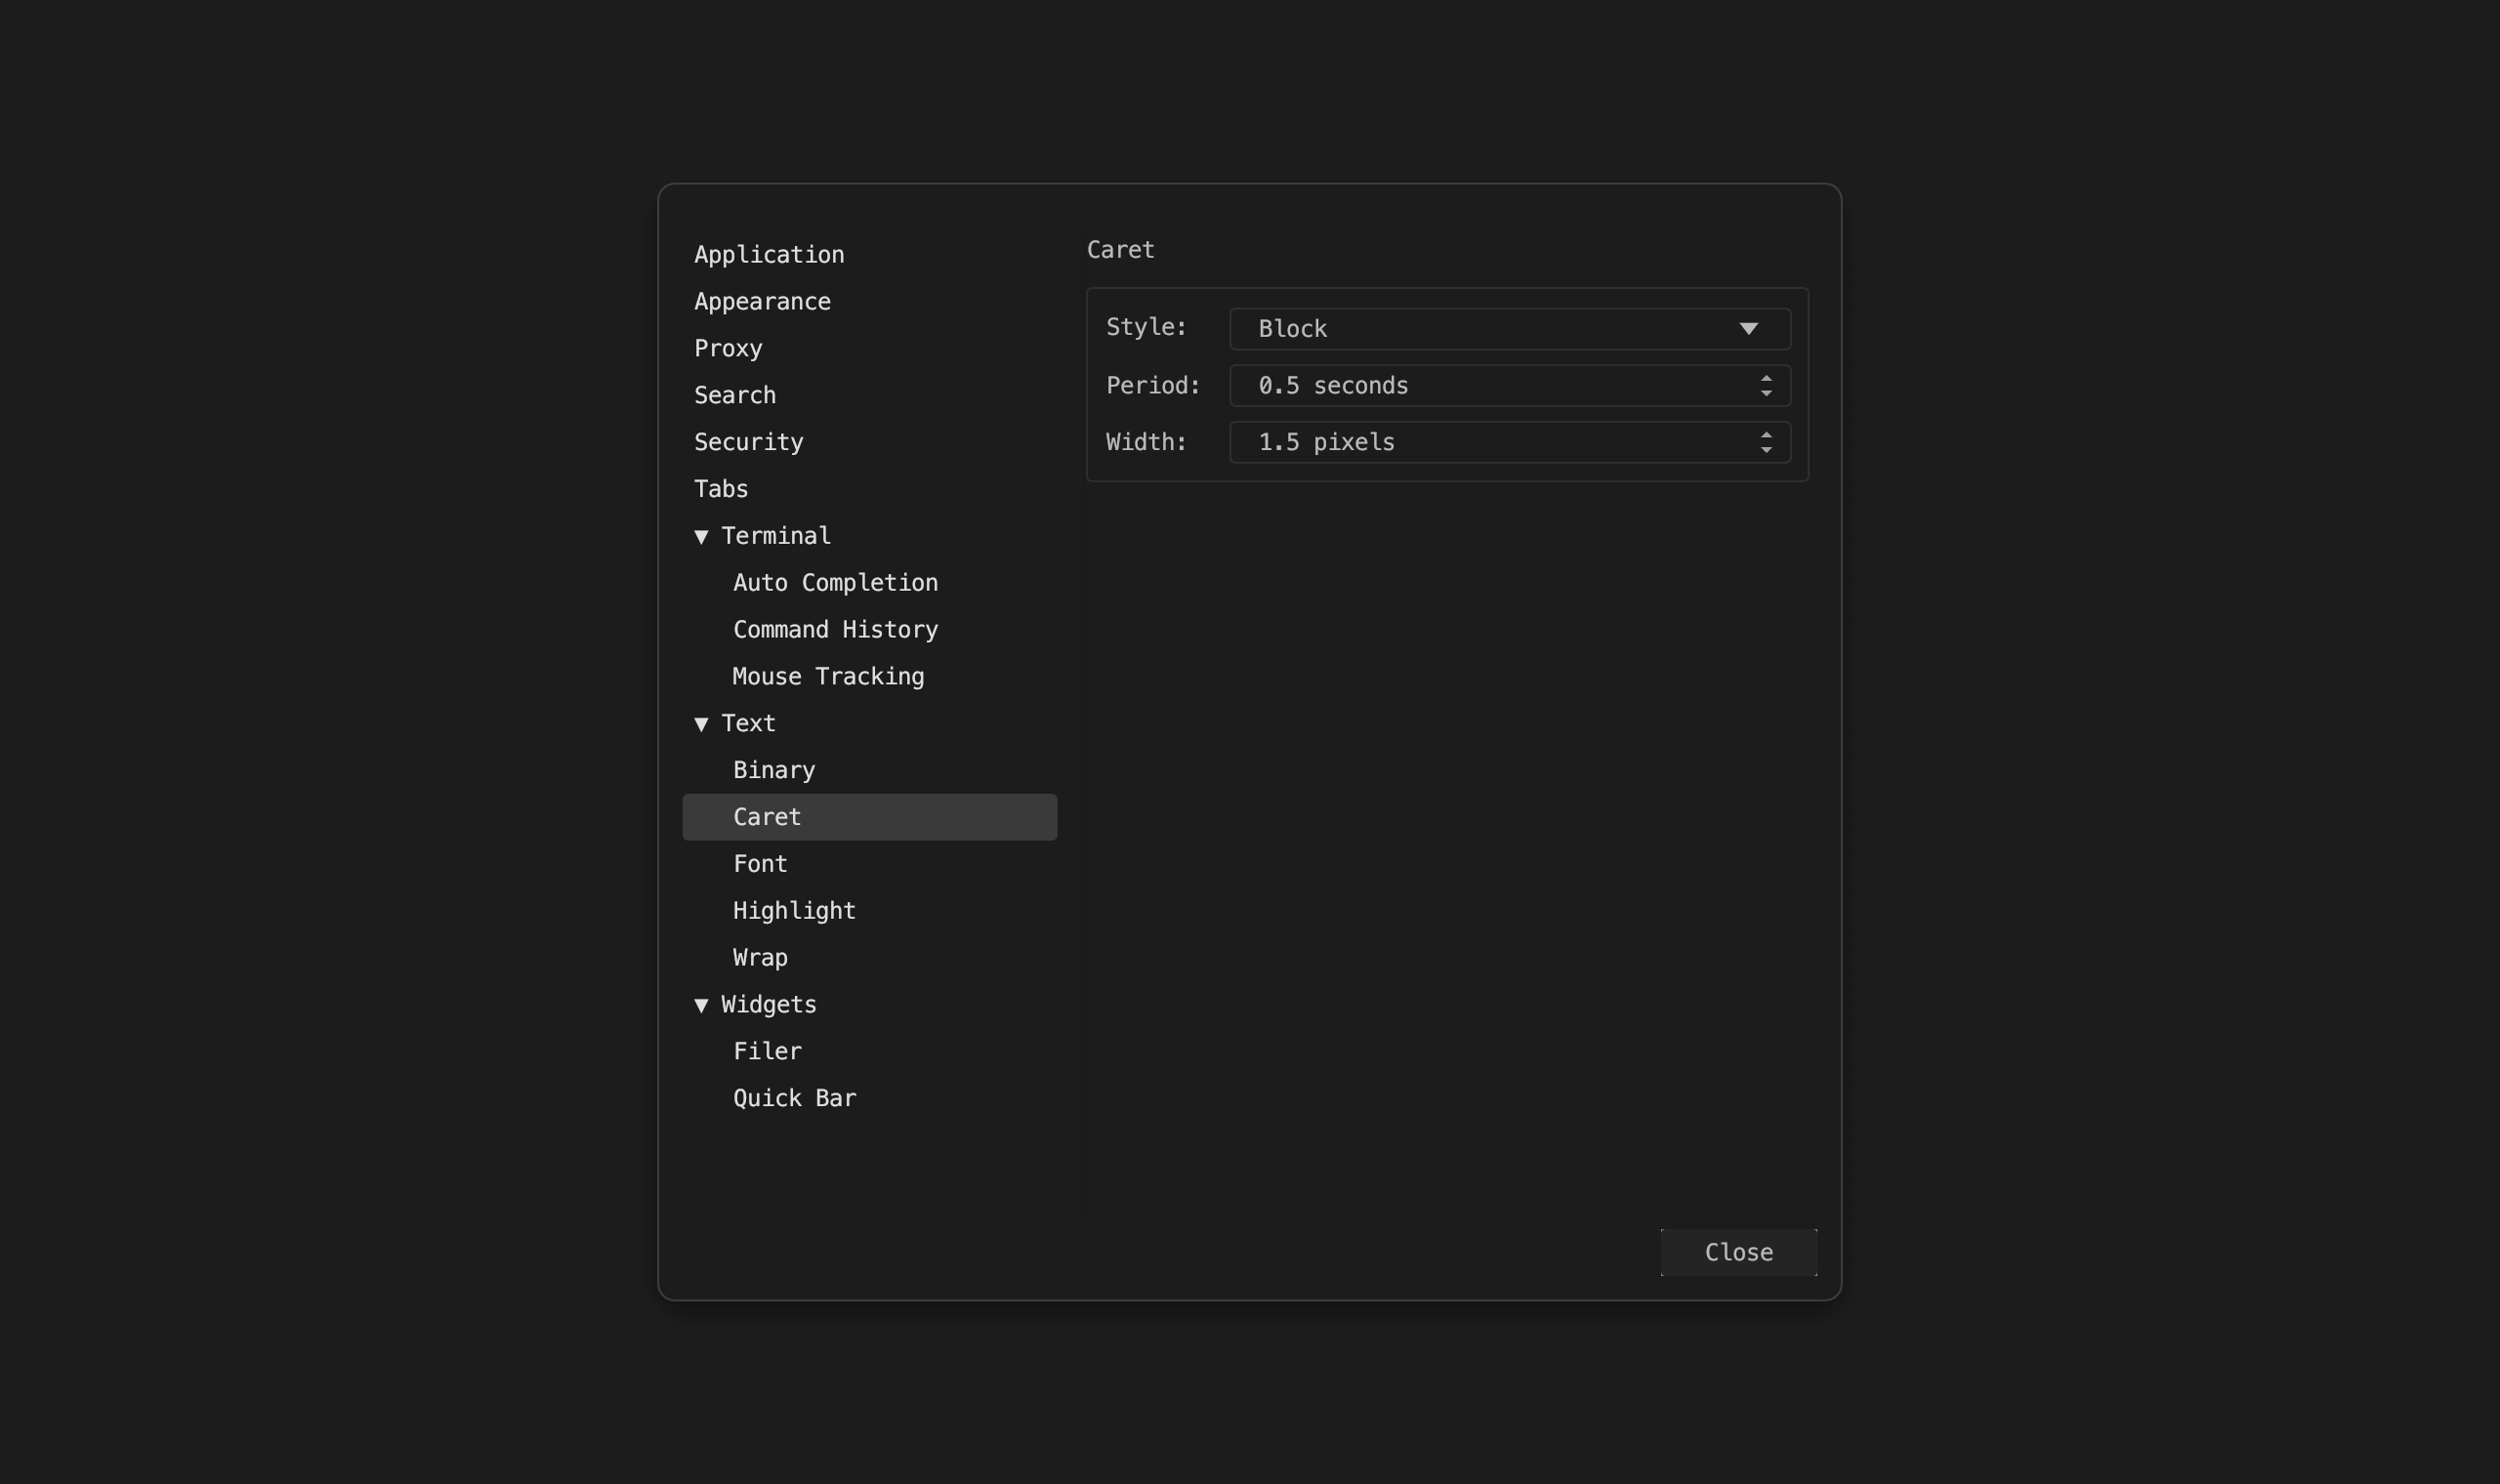 Application
Appearance
Proxy
Search
Security
Tabs
▼ Terminal
Auto Completion
Command History
Mouse Tracking
▼ Text
Binary
Caret
Font
Highlight
Wrap
▼ Widgets
Filer
Quick Bar
Caret
Style: Block
Period: 0.5 seconds
Width: 1.5 pixels
Close